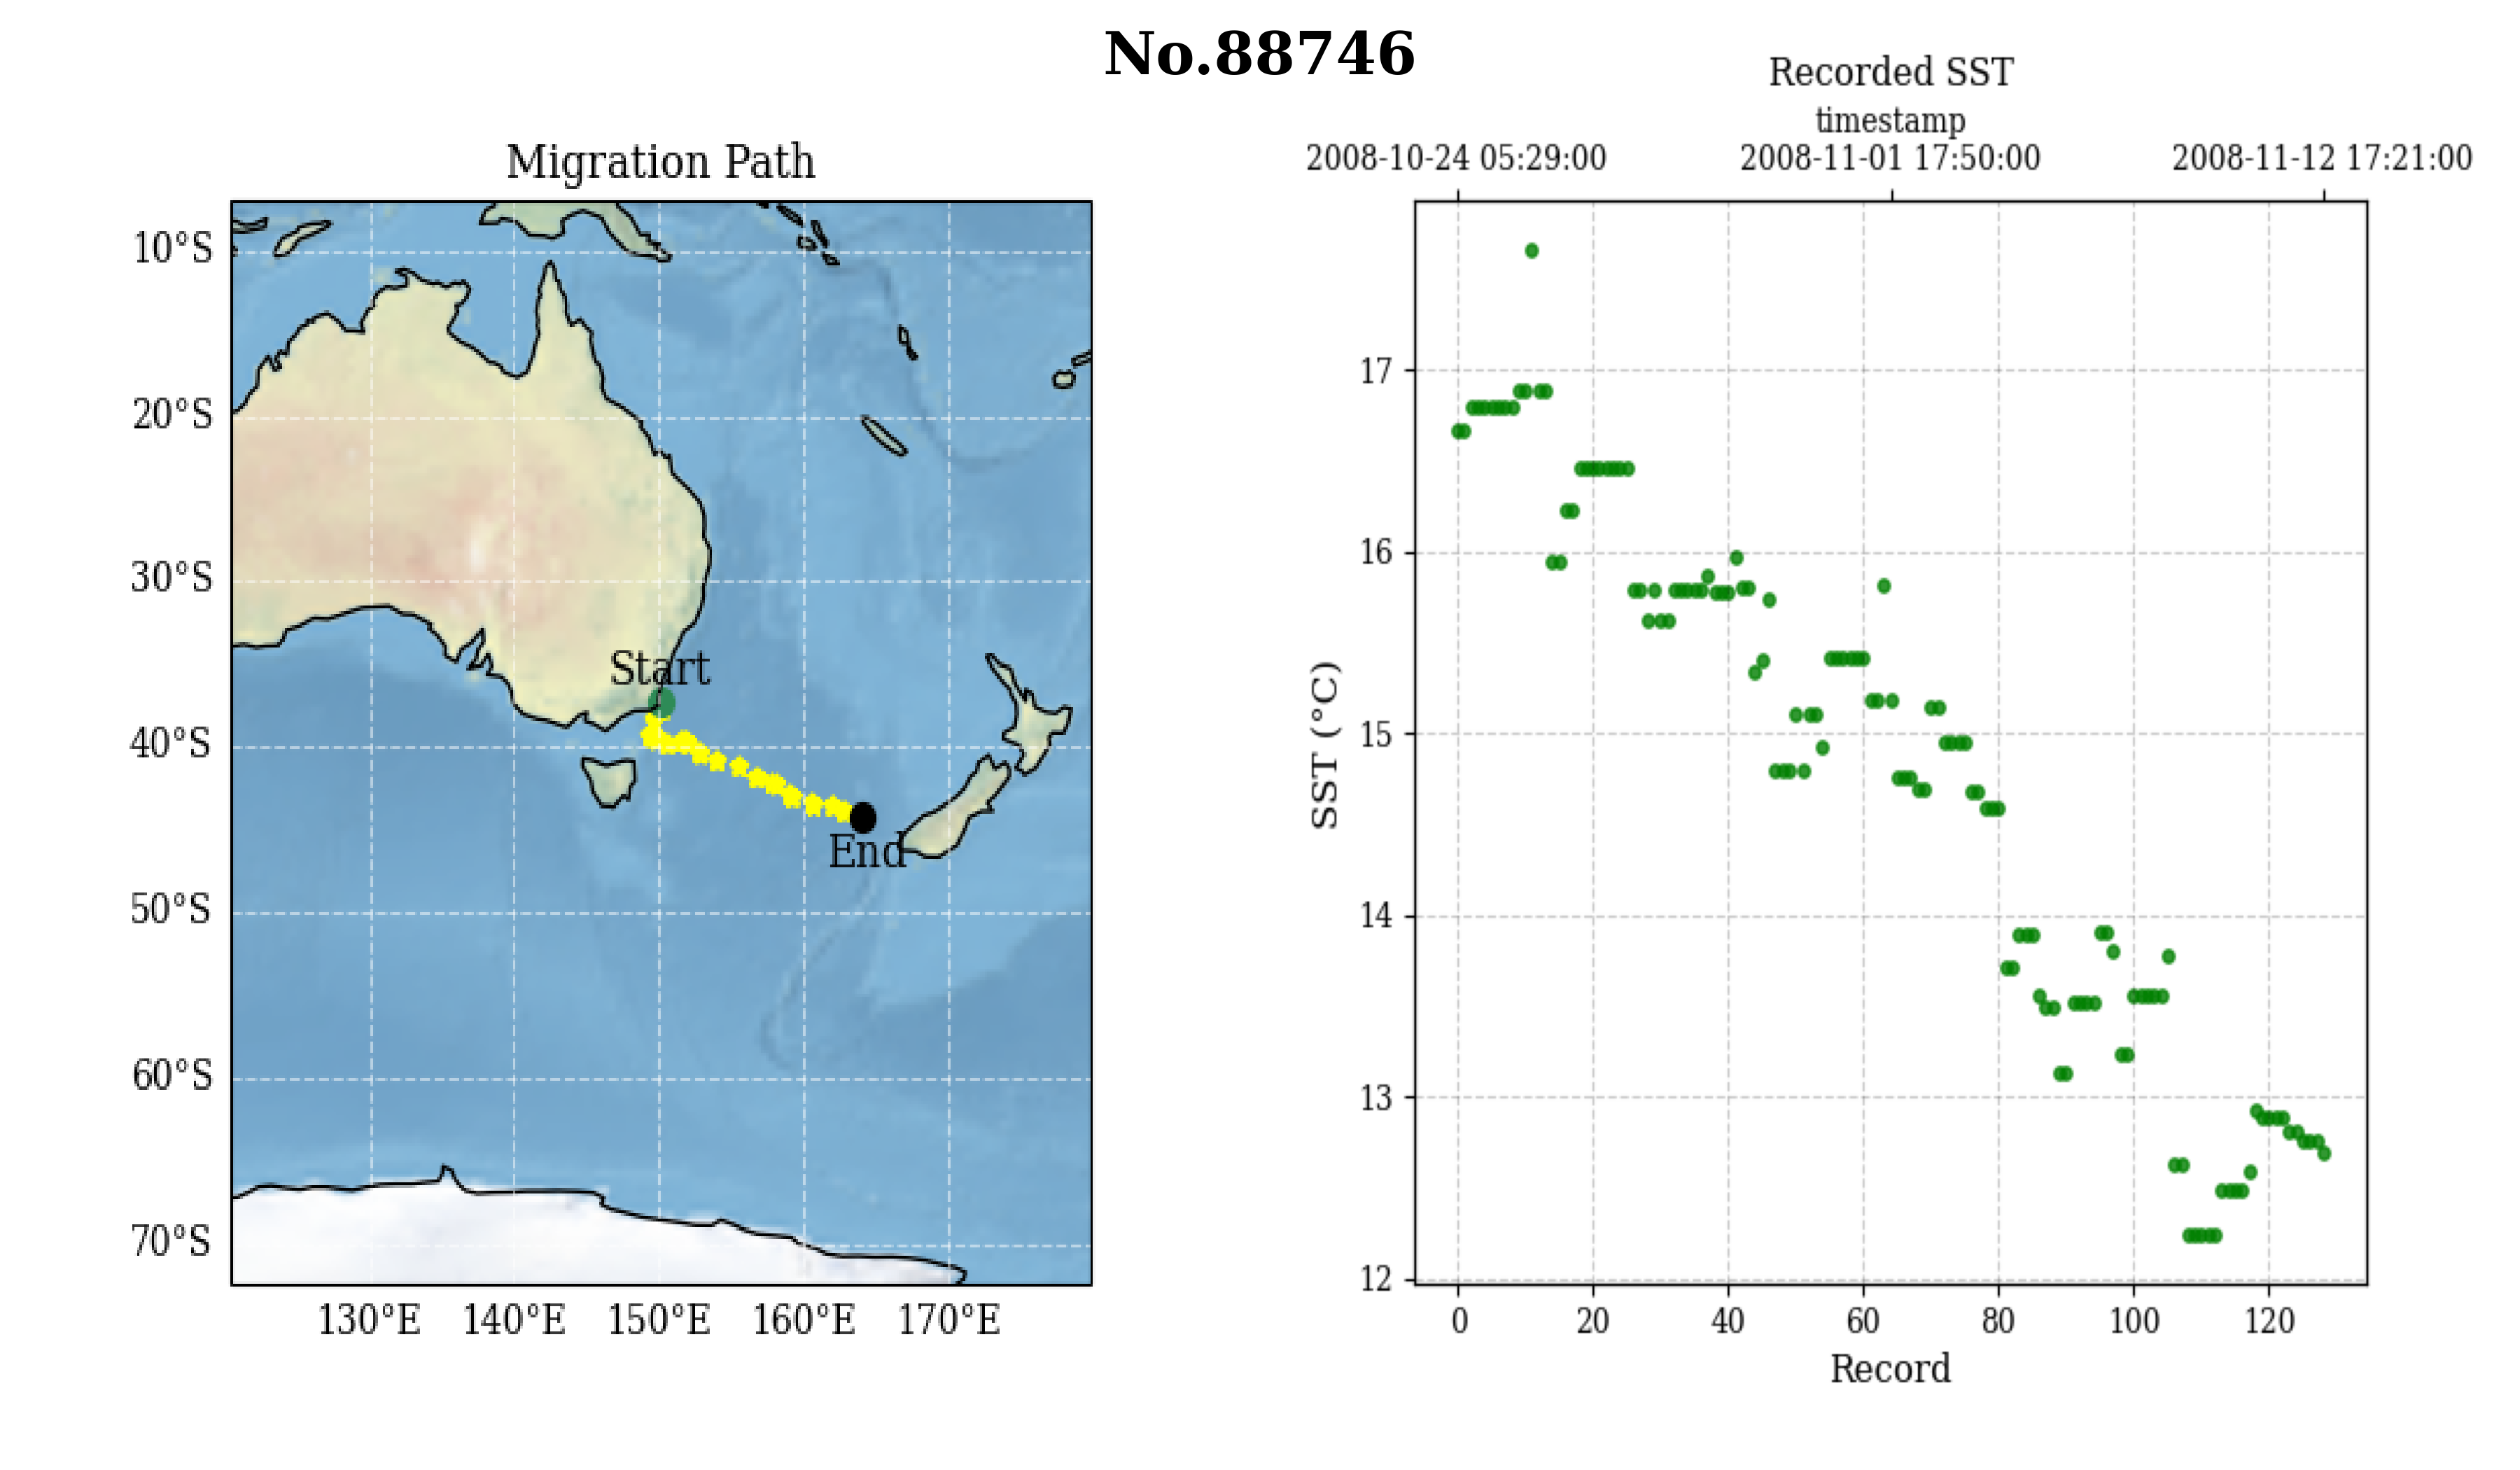 No.88746
Migration Path
10°S
20°S
30°S
40°S
50°S
60°S
70°S
130°E 140°E 150°E 160°E 170°E
Start
End
Recorded SST
timestamp
2008-10-24 05:29:00 2008-11-01 17:50:00 2008-11-12 17:21:00
SST (°C)
17
16
15
14
13
12
0 20 40 60 80 100 120
Record